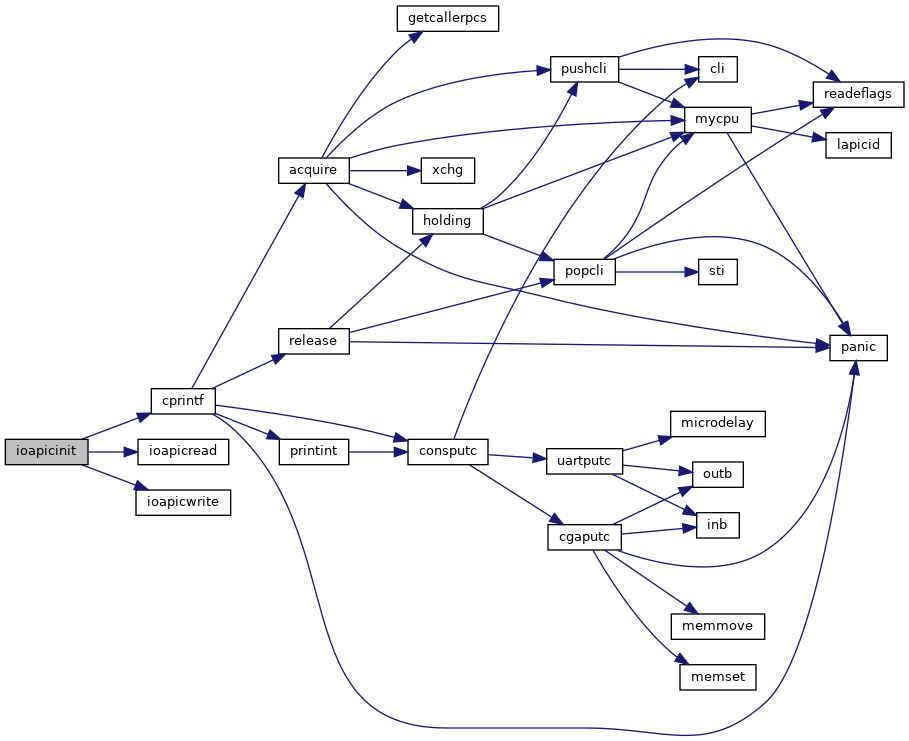 getcallerpcs
pushcli
cli
readeflags
mycpu
lapicid
acquire
xchg
holding
popcli
sti
release
panic
cprintf
microdelay
ioapicinit
ioapicread
printint
consputc
uartputc
outb
ioapicwrite
inb
cgaputc
memmove
memset